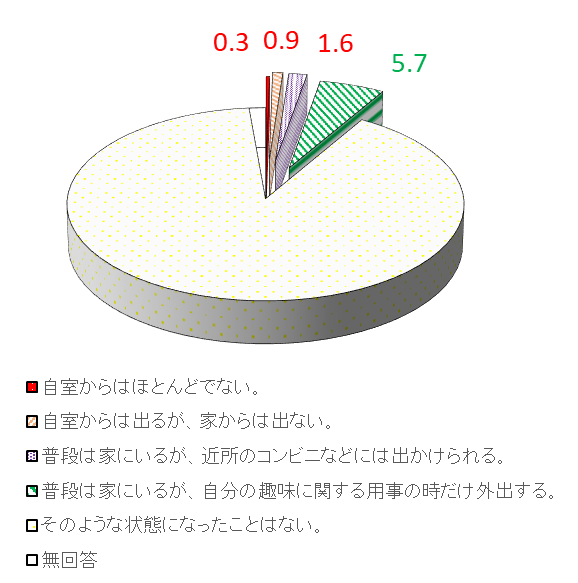 0.3 0.9 1.6
5.7
自室からはほとんどでない。
自室からは出るが、家からは出ない。
普段は家にいるが、近所のコンビニなどには出かけられる。
普段は家にいるが、自分の趣味に関する用事の時だけ外出する。
そのような状態になったことはない。
無回答